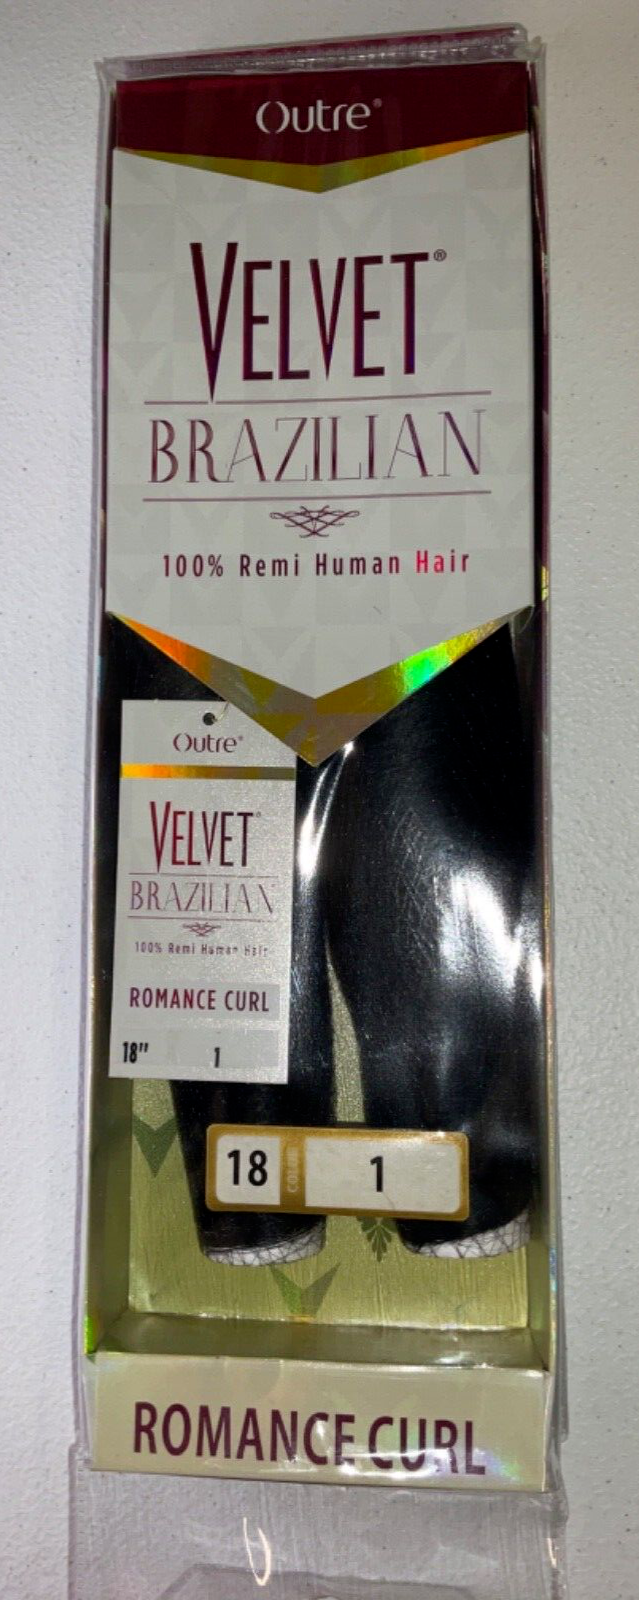 Outre®
VELVET®
BRAZILIAN
100% Remi Human Hair
Outre®
VELVET®
BRAZILIAN
100% Remi Human Hair
ROMANCE CURL
18" 1
18 COLOR 1
ROMANCE CURL